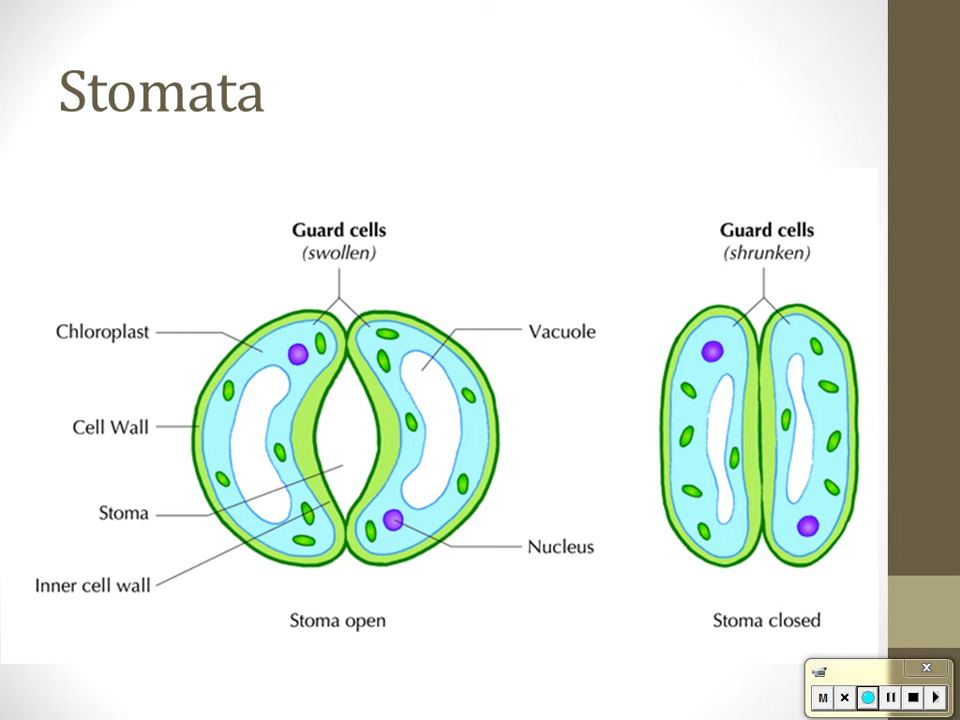 Stomata
Guard cells
(swollen)
Guard cells
(shrunken)
Chloroplast
Vacuole
Cell Wall
Stoma
Nucleus
Inner cell wall
Stoma open
Stoma closed
M